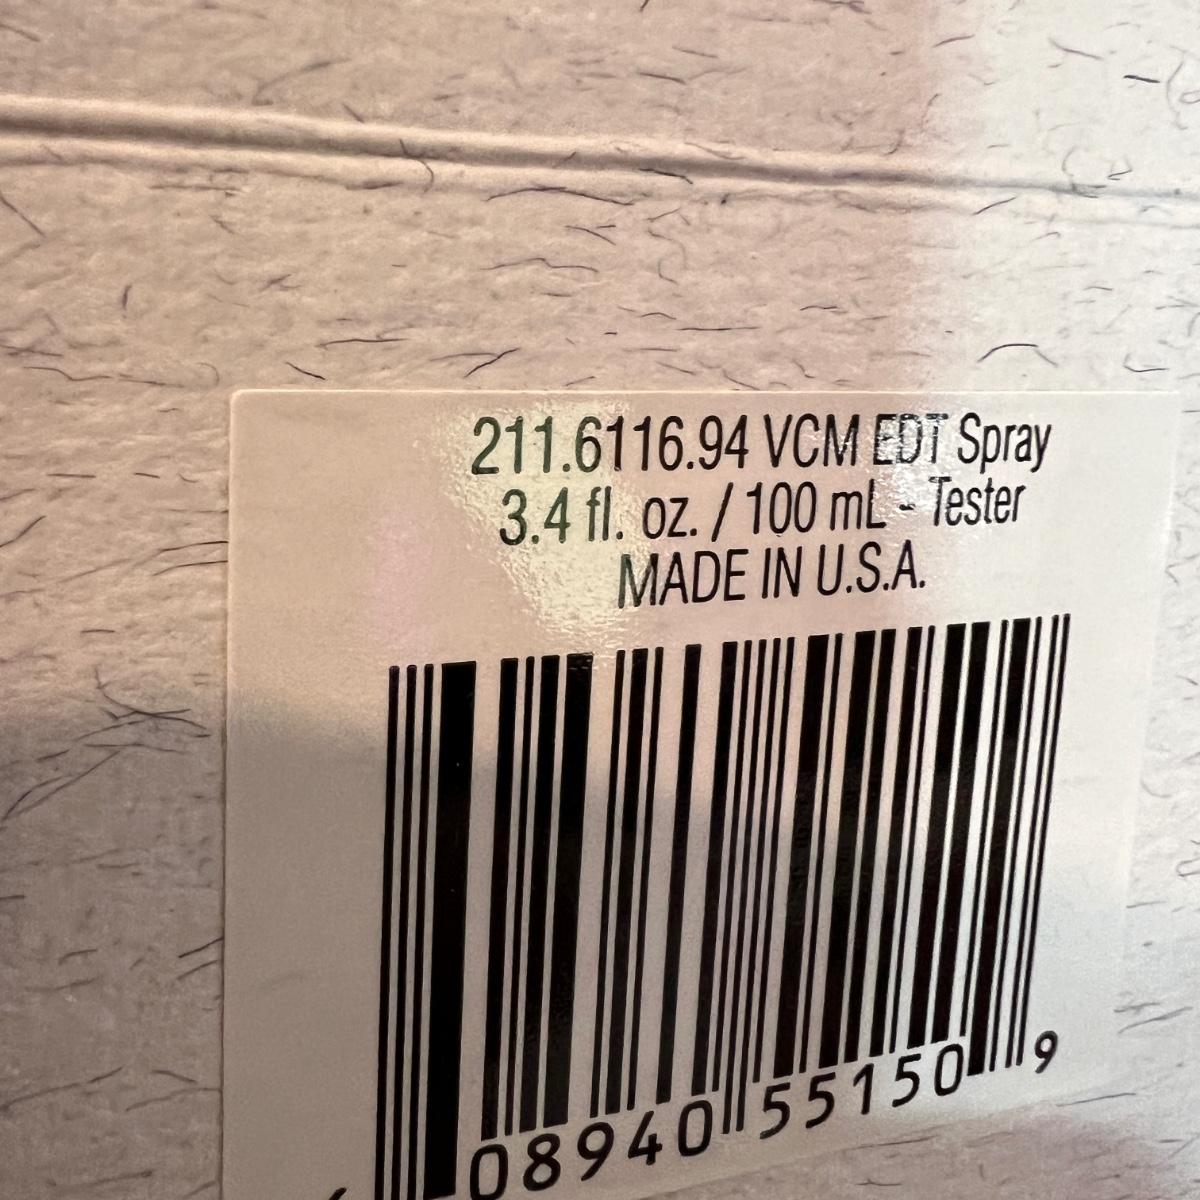 211.6116.94 VCM EDT Spray
3.4 fl. oz. / 100 mL - Tester
MADE IN U.S.A.
08940 55150 9